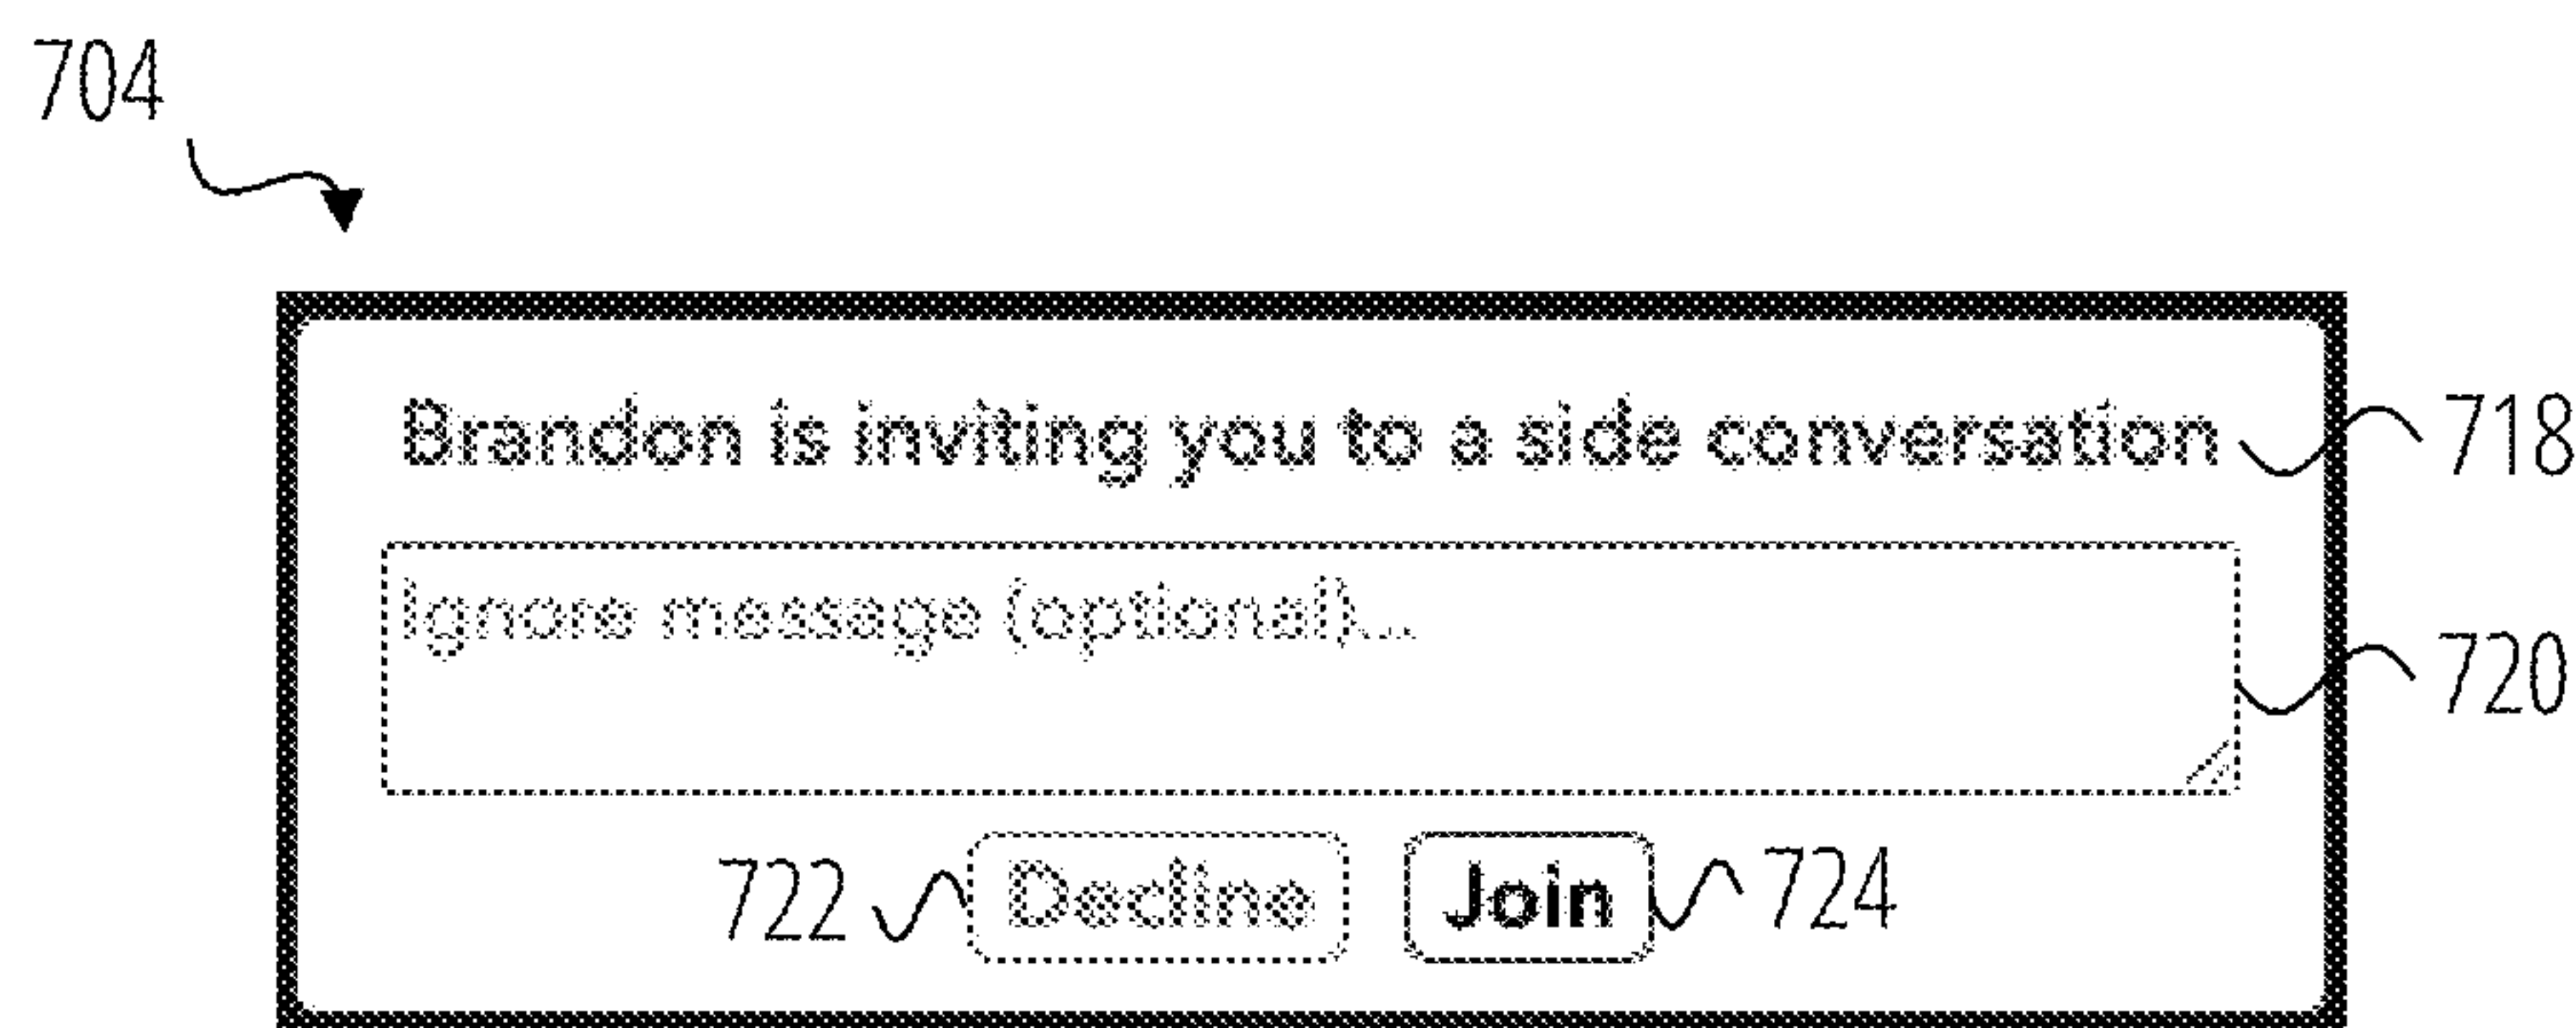 704
Brandon is inviting you to a side conversation 718
Ignore message (optional)...
720
722 Decline Join 724